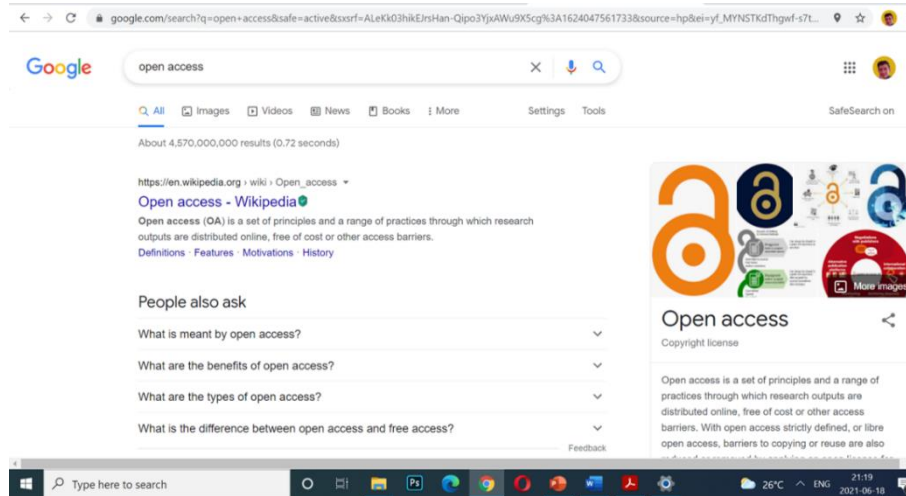 google.com/search?q=open+access&safe=active&sxsrf=ALeKk03hikEJrsHan-Qipo3YjxAWu9X5cg%3A1624047561733&source=hp&ei=yf_MYNSTKdThgwf-s7t...
Google
open access
All Images Videos News Books More Settings Tools SafeSearch on
About 4,570,000,000 results (0.72 seconds)
https://en.wikipedia.org › wiki › Open_access
Open access - Wikipedia
Open access (OA) is a set of principles and a range of practices through which research
outputs are distributed online, free of cost or other access barriers.
Definitions · Features · Motivations · History
People also ask
What is meant by open access?
What are the benefits of open access?
What are the types of open access?
What is the difference between open access and free access?
Feedback
More images
Open access
Copyright license
Open access is a set of principles and a range of
practices through which research outputs are
distributed online, free of cost or other access
barriers. With open access strictly defined, or libre
open access, barriers to copying or reuse are also
Type here to search
Ps
26°C ENG 21:19
2021-06-18